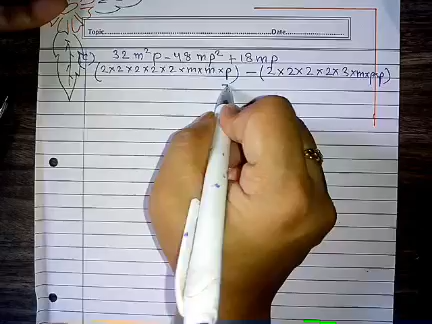 Topic Date
c) 32 m²p - 48 mp² + 18 mp
(2×2×2×2×2×m×m×p) - (2×2×2×2×3×m×p×p)